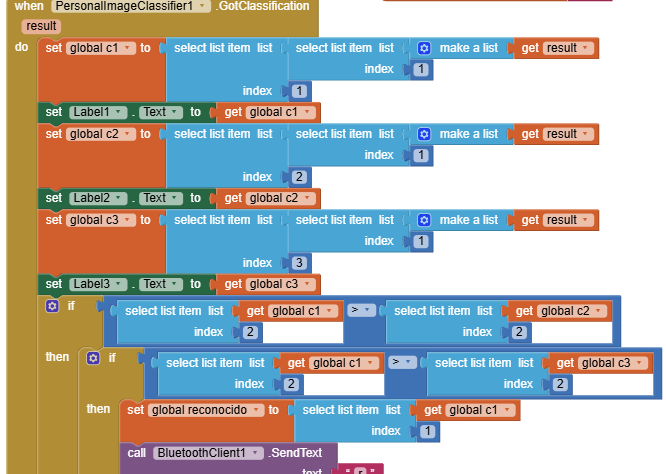 when PersonalImageClassifier1 .GotClassification
result
do set global c1 to select list item list select list item list make a list get result
index 1
index 1
set Label1 . Text to get global c1
set global c2 to select list item list select list item list make a list get result
index 1
index 2
set Label2 . Text to get global c2
set global c3 to select list item list select list item list make a list get result
index 1
index 3
set Label3 . Text to get global c3
if select list item list get global c1 > select list item list get global c2
index 2 index 2
then if select list item list get global c1 > select list item list get global c3
index 2 index 2
then set global reconocido to select list item list get global c1
index 1
call BluetoothClient1 .SendText
text